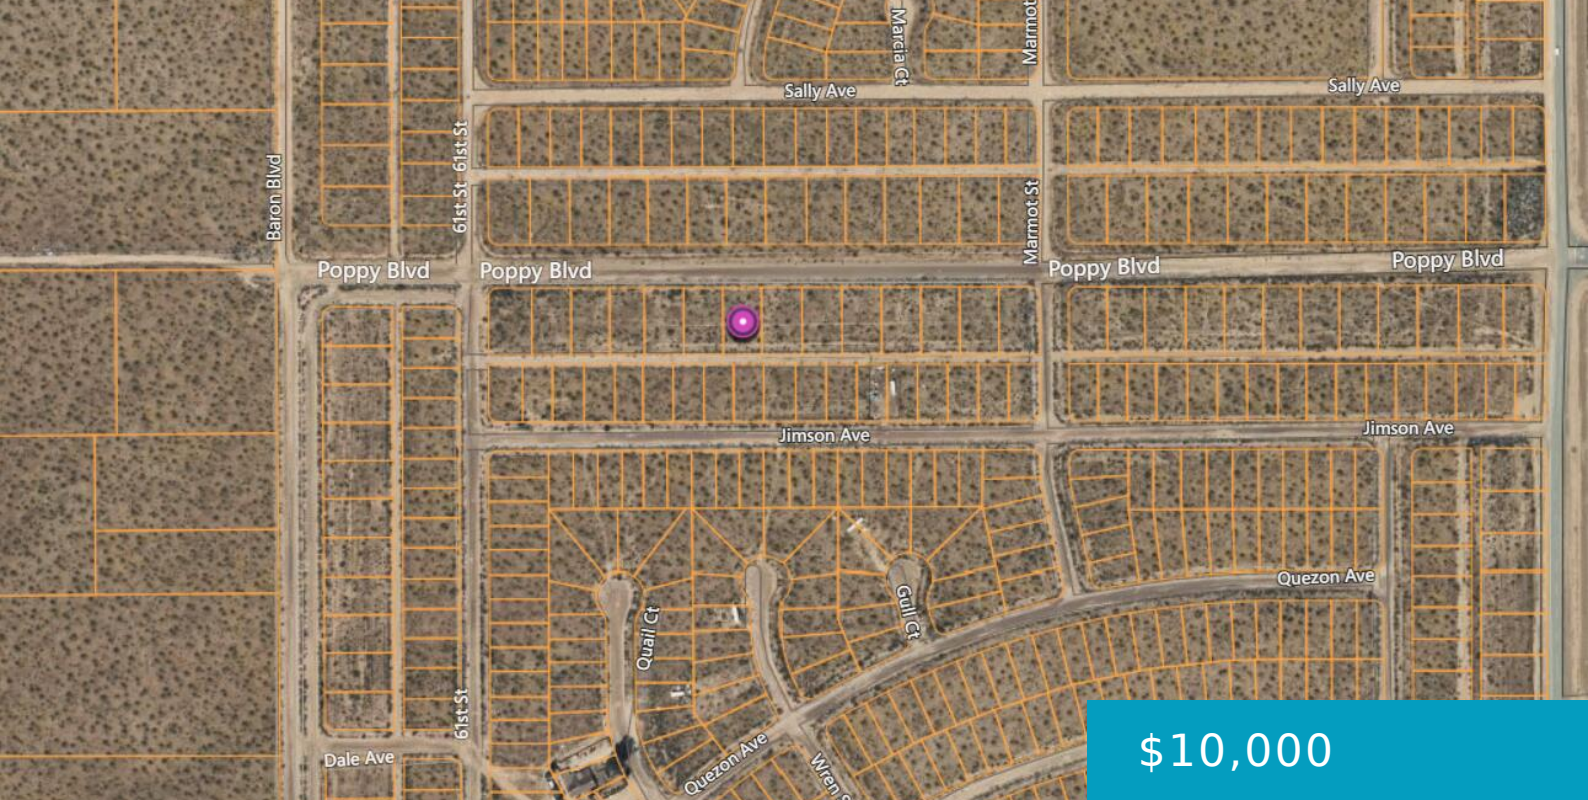 Marcia Ct
Marmot
Sally Ave
Sally Ave
61st St
Baron Blvd
61st St
Marmot St
Poppy Blvd
Poppy Blvd
Poppy Blvd
Poppy Blvd
Jimson Ave
Jimson Ave
Quezon Ave
Gull Ct
Quail Ct
61st St
Dale Ave
Quezon Ave
Wren S
$10,000